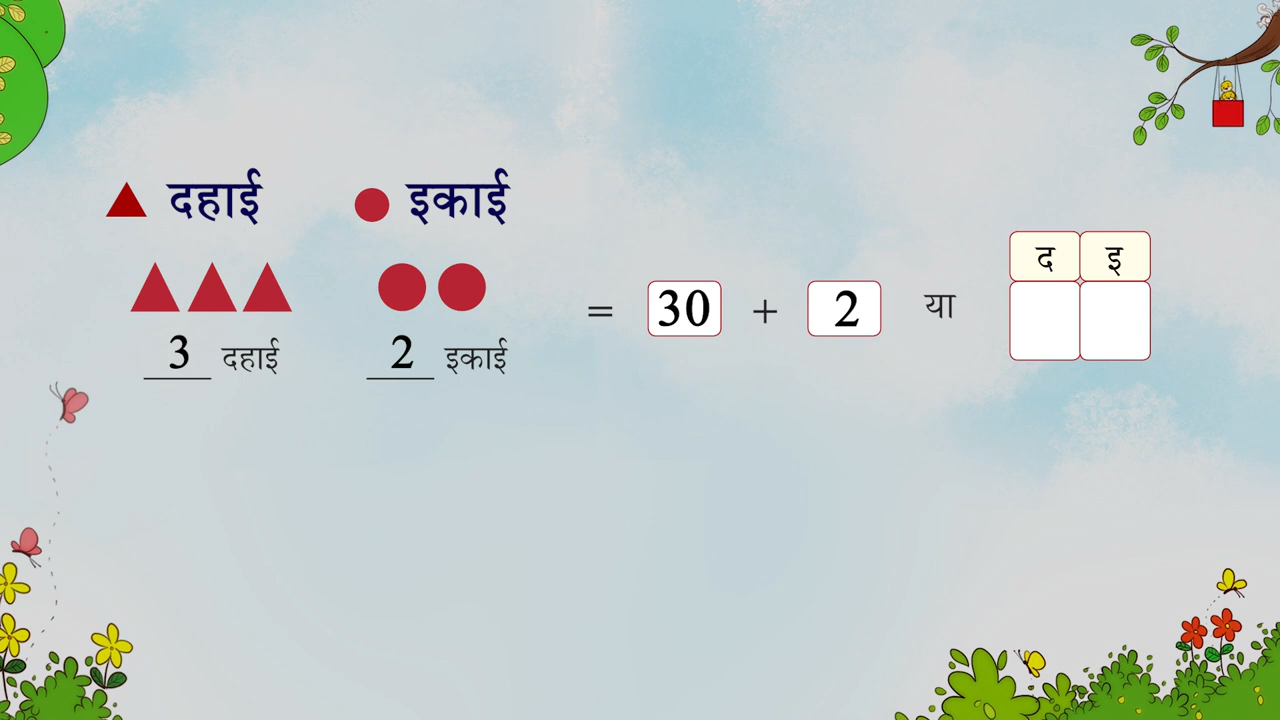 दहाई इकाई
3 दहाई 2 इकाई
= 30 + 2 या
द इ